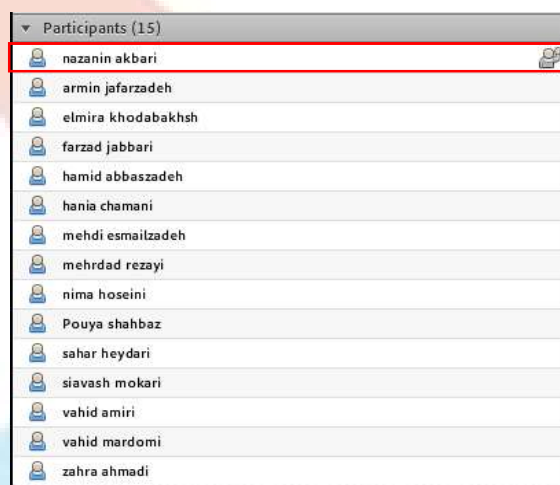 Participants (15)
nazanin akbari
armin jafarzadeh
elmira khodabakhsh
farzad jabbari
hamid abbaszadeh
hania chamani
mehdi esmailzadeh
mehrdad rezayi
nima hoseini
Pouya shahbaz
sahar heydari
siavash mokari
vahid amiri
vahid mardomi
zahra ahmadi